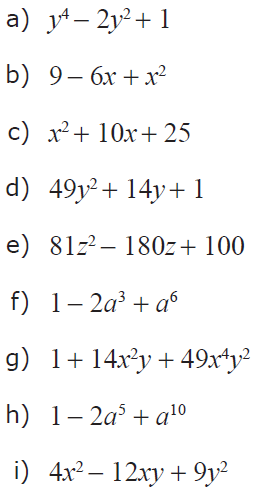 a) y⁴ – 2y² + 1
b) 9 – 6x + x²
c) x² + 10x + 25
d) 49y² + 14y + 1
e) 81z² – 180z + 100
f) 1 – 2a³ + a⁶
g) 1 + 14x²y + 49x⁴y²
h) 1 – 2a⁵ + a¹⁰
i) 4x² – 12xy + 9y²